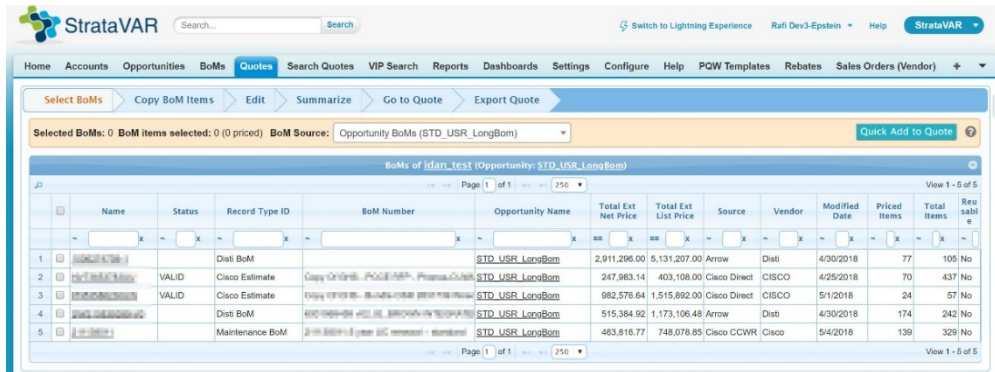 StrataVAR Search... Search Switch to Lightning Experience Rafi Dev3-Epstein Help StrataVAR
Home Accounts Opportunities BoMs Quotes Search Quotes VIP Search Reports Dashboards Settings Configure Help PQW Templates Rebates Sales Orders (Vendor) +
Select BoMs Copy BoM Items Edit Summarize Go to Quote Export Quote
Selected BoMs: 0 BoM items selected: 0 (0 priced) BoM Source: Opportunity BoMs (STD_USR_LongBom) Quick Add to Quote ?
BoMs of idan_test (Opportunity: STD_USR_LongBom)
Page 1 of 1 250 View 1 - 5 of 5
Name Status Record Type ID BoM Number Opportunity Name Total Ext Net Price Total Ext List Price Source Vendor Modified Date Priced Items Total Items Reusable
~ x ~ x ~ x ~ x ~ x == x == x ~ x ~ x ~ x ~ x ~ x ~
1 Disti BoM STD_USR_LongBom 2,911,296.00 5,131,207.00 Arrow Disti 4/30/2018 77 105 No
2 VALID Cisco Estimate STD_USR_LongBom 247,983.14 403,108.00 Cisco Direct CISCO 4/25/2018 70 437 No
3 VALID Cisco Estimate STD_USR_LongBom 982,576.64 1,515,892.00 Cisco Direct CISCO 5/1/2018 24 57 No
4 Disti BoM STD_USR_LongBom 515,384.92 1,173,106.48 Arrow Disti 4/30/2018 174 242 No
5 Maintenance BoM STD_USR_LongBom 463,816.77 748,078.85 Cisco CCWR Cisco 5/4/2018 139 329 No
Page 1 of 1 250 View 1 - 5 of 5